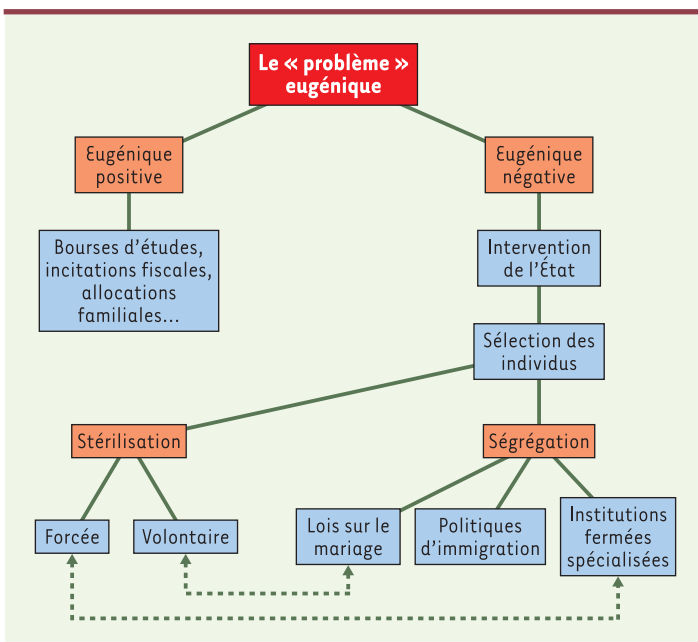 Le « problème »
eugénique
Eugénique
positive
Eugénique
négative
Bourses d'études,
incitations fiscales,
allocations
familiales...
Intervention
de l'État
Sélection des
individus
Stérilisation
Ségrégation
Forcée
Volontaire
Lois sur le
mariage
Politiques
d'immigration
Institutions
fermées
spécialisées